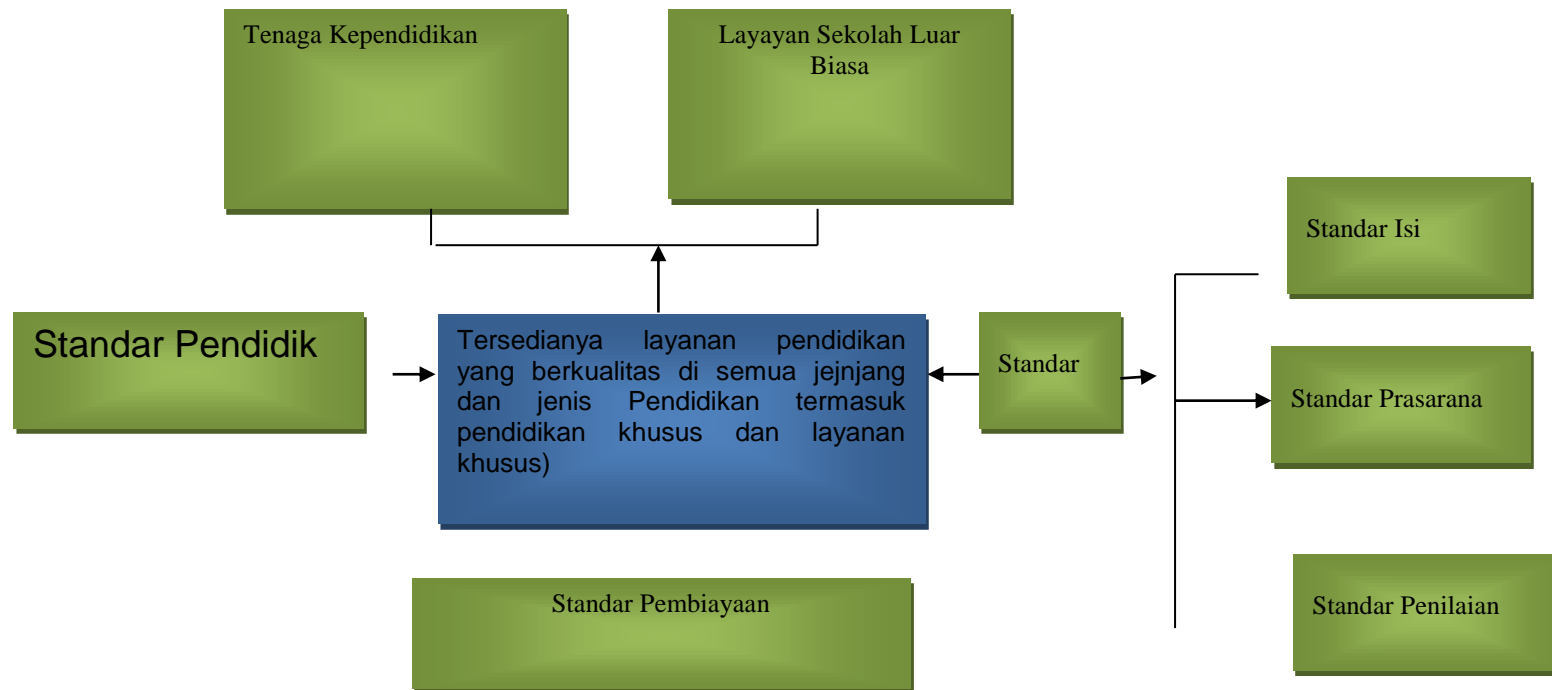 Tenaga Kependidikan
Layayan Sekolah Luar
Biasa
Standar Isi
Standar Pendidik
Tersedianya layanan pendidikan
yang berkualitas di semua jejnjang
dan jenis Pendidikan termasuk
pendidikan khusus dan layanan
khusus)
Standar
Standar Prasarana
Standar Pembiayaan
Standar Penilaian